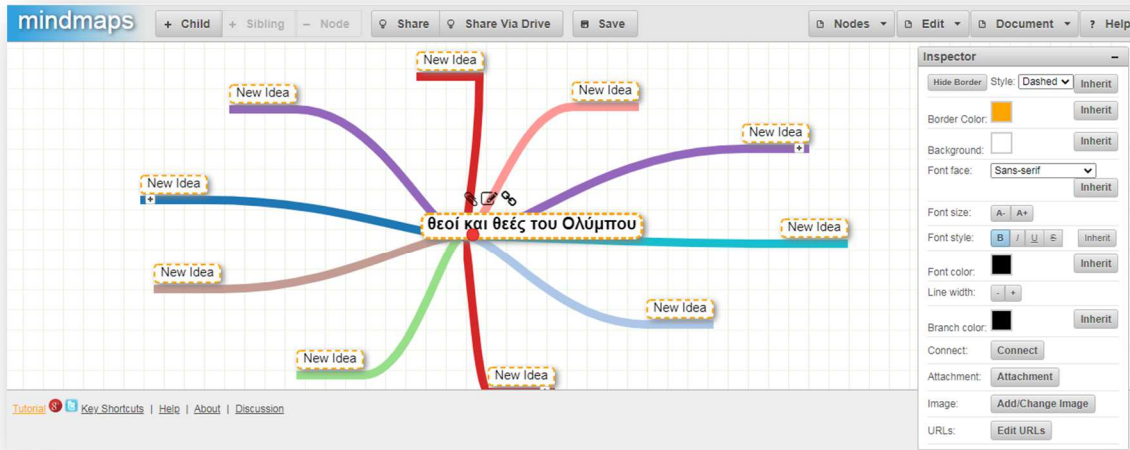 mindmaps
+ Child + Sibling − Node Share Share Via Drive Save Nodes Edit Document ? Help
New Idea
New Idea
New Idea
New Idea
New Idea
θεοί και θεές του Ολύμπου
New Idea
New Idea
New Idea
New Idea
New Idea
Inspector −
Hide Border Style: Dashed Inherit
Border Color: Inherit
Background: Inherit
Font face: Sans-serif
Inherit
Font size: A- A+
Font style: B I U S Inherit
Font color: Inherit
Line width: - +
Branch color: Inherit
Connect: Connect
Attachment: Attachment
Image: Add/Change Image
URLs: Edit URLs
Tutorial Key Shortcuts | Help | About | Discussion